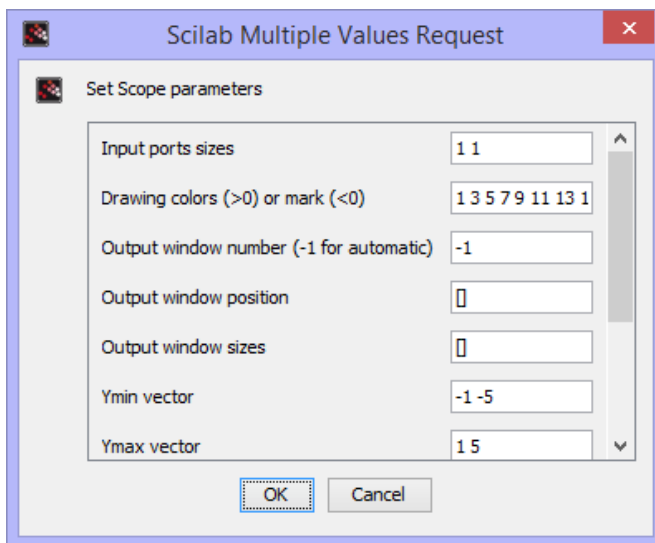 Scilab Multiple Values Request
Set Scope parameters
Input ports sizes 1 1
Drawing colors (>0) or mark (<0) 1 3 5 7 9 11 13 1
Output window number (-1 for automatic) -1
Output window position []
Output window sizes []
Ymin vector -1 -5
Ymax vector 1 5
OK Cancel